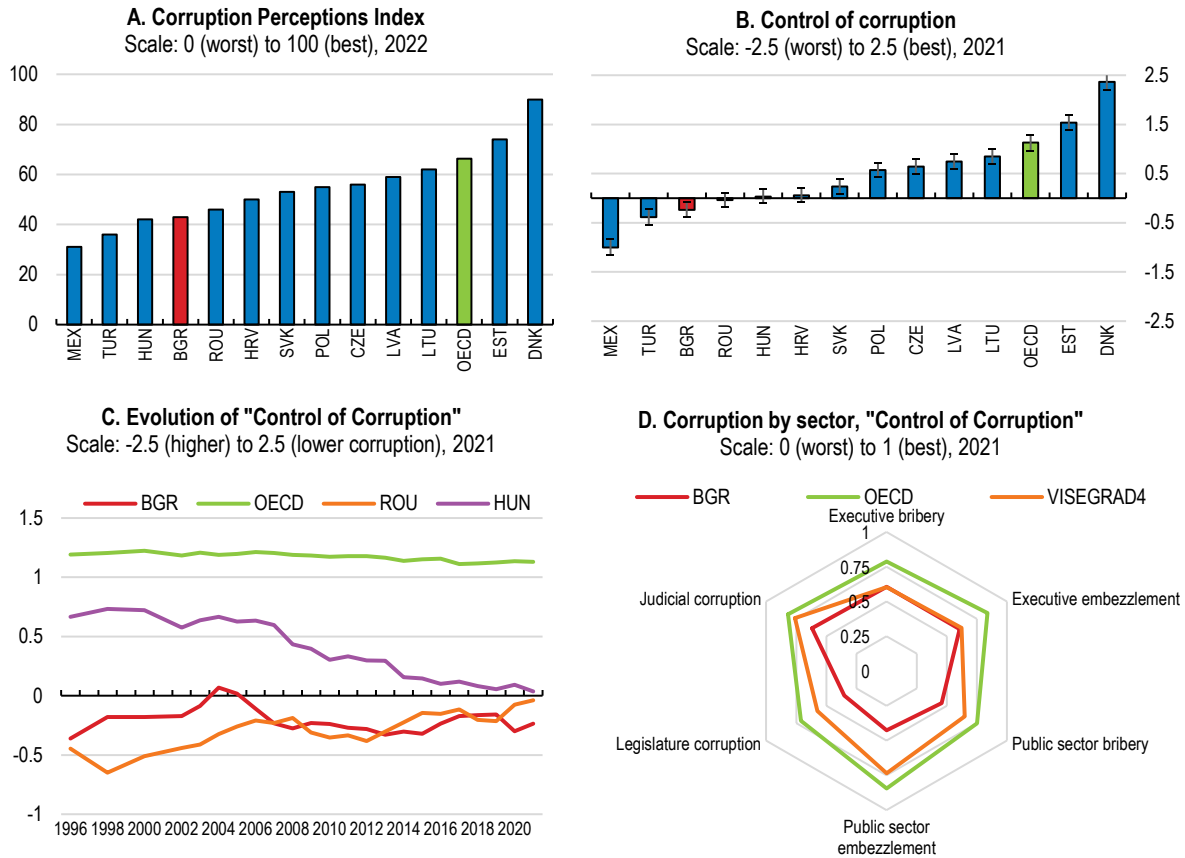 A. Corruption Perceptions Index
Scale: 0 (worst) to 100 (best), 2022
100
80
60
40
20
0
MEX TUR HUN BGR ROU HRV SVK POL CZE LVA LTU OECD EST DNK
B. Control of corruption
Scale: -2.5 (worst) to 2.5 (best), 2021
2.5
1.5
0.5
-0.5
-1.5
-2.5
MEX TUR BGR ROU HUN HRV SVK POL CZE LVA LTU OECD EST DNK
C. Evolution of "Control of Corruption"
Scale: -2.5 (higher) to 2.5 (lower corruption), 2021
BGR OECD ROU HUN
1.5
1
0.5
0
-0.5
-1
1996 1998 2000 2002 2004 2006 2008 2010 2012 2014 2016 2018 2020
D. Corruption by sector, "Control of Corruption"
Scale: 0 (worst) to 1 (best), 2021
BGR OECD VISEGRAD4
Executive bribery
1
0.75
0.5
0.25
0
Judicial corruption
Executive embezzlement
Legislature corruption
Public sector bribery
Public sector
embezzlement